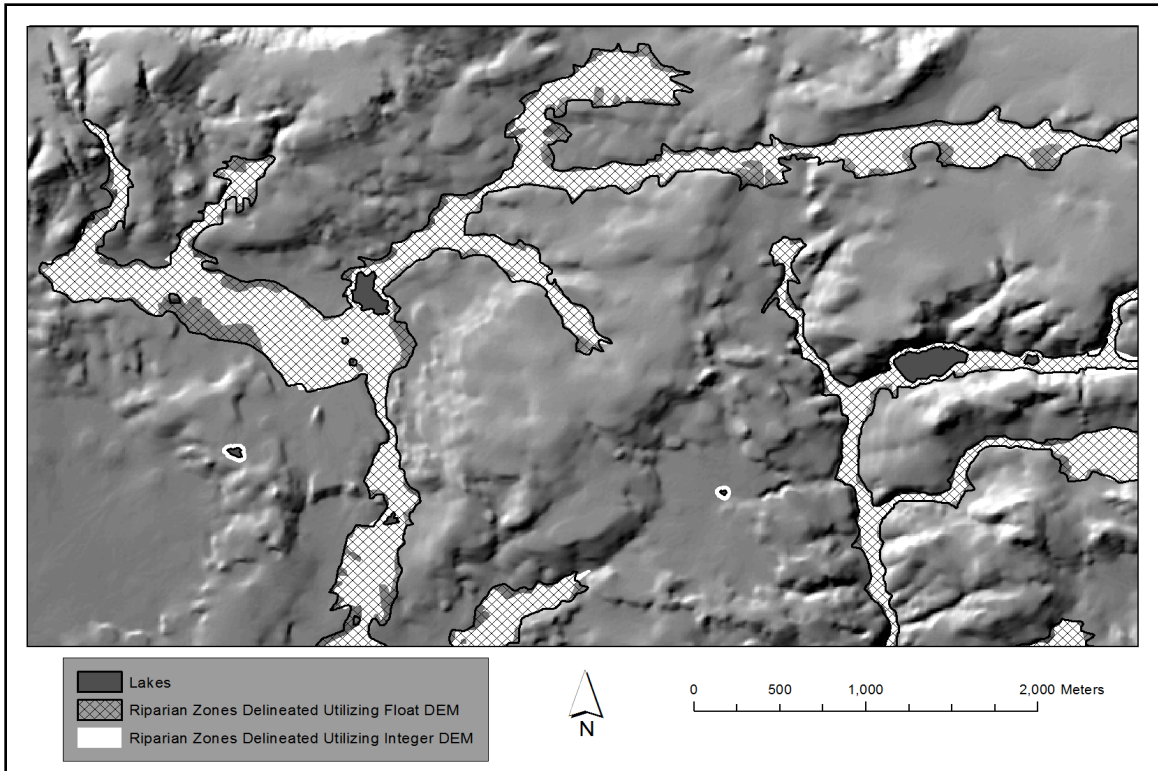 Lakes
Riparian Zones Delineated Utilizing Float DEM
Riparian Zones Delineated Utilizing Integer DEM
N
0 500 1,000 2,000 Meters